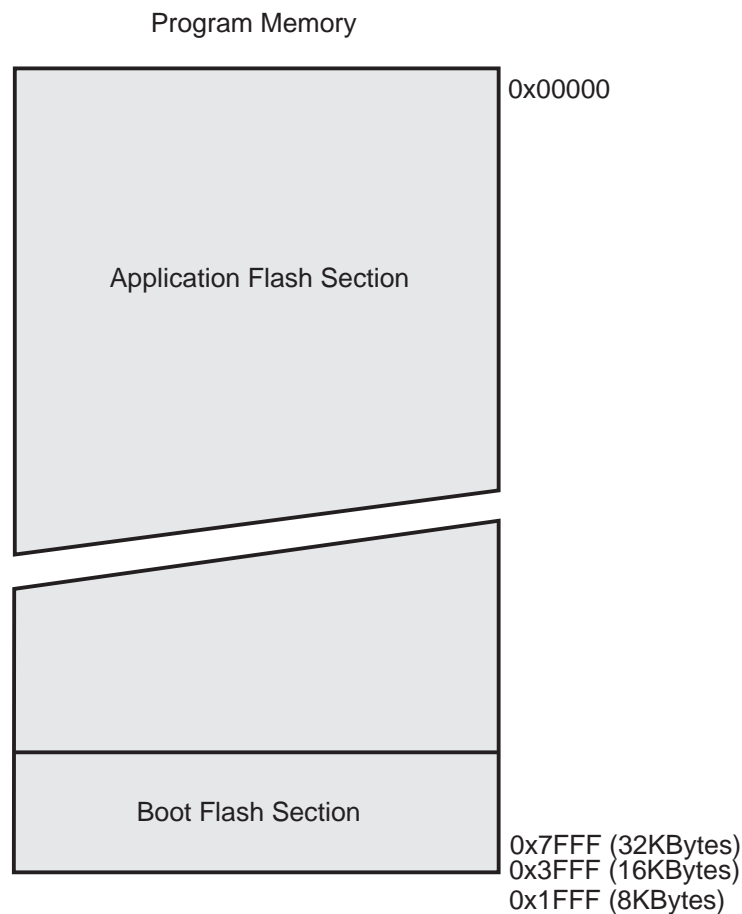 Program Memory
0x00000
Application Flash Section
Boot Flash Section
0x7FFF (32KBytes)
0x3FFF (16KBytes)
0x1FFF (8KBytes)